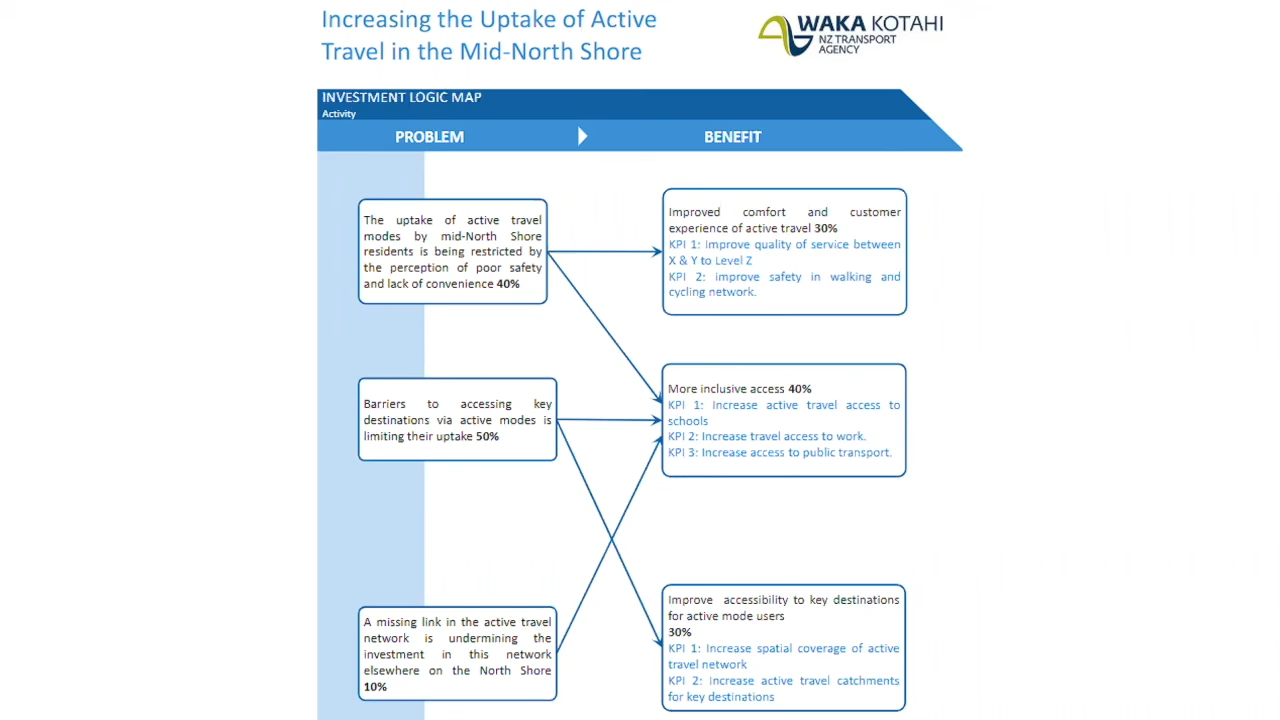 Increasing the Uptake of Active
Travel in the Mid-North Shore
WAKA KOTAHI
NZ TRANSPORT
AGENCY
INVESTMENT LOGIC MAP
Activity
PROBLEM
BENEFIT
The uptake of active travel
modes by mid-North Shore
residents is being restricted by
the perception of poor safety
and lack of convenience 40%
Improved comfort and customer
experience of active travel 30%
KPI 1: Improve quality of service between
X & Y to Level Z
KPI 2: improve safety in walking and
cycling network.
Barriers to accessing key
destinations via active modes is
limiting their uptake 50%
More inclusive access 40%
KPI 1: Increase active travel access to
schools
KPI 2: Increase travel access to work.
KPI 3: Increase access to public transport.
A missing link in the active travel
network is undermining the
investment in this network
elsewhere on the North Shore
10%
Improve accessibility to key destinations
for active mode users
30%
KPI 1: Increase spatial coverage of active
travel network
KPI 2: Increase active travel catchments
for key destinations